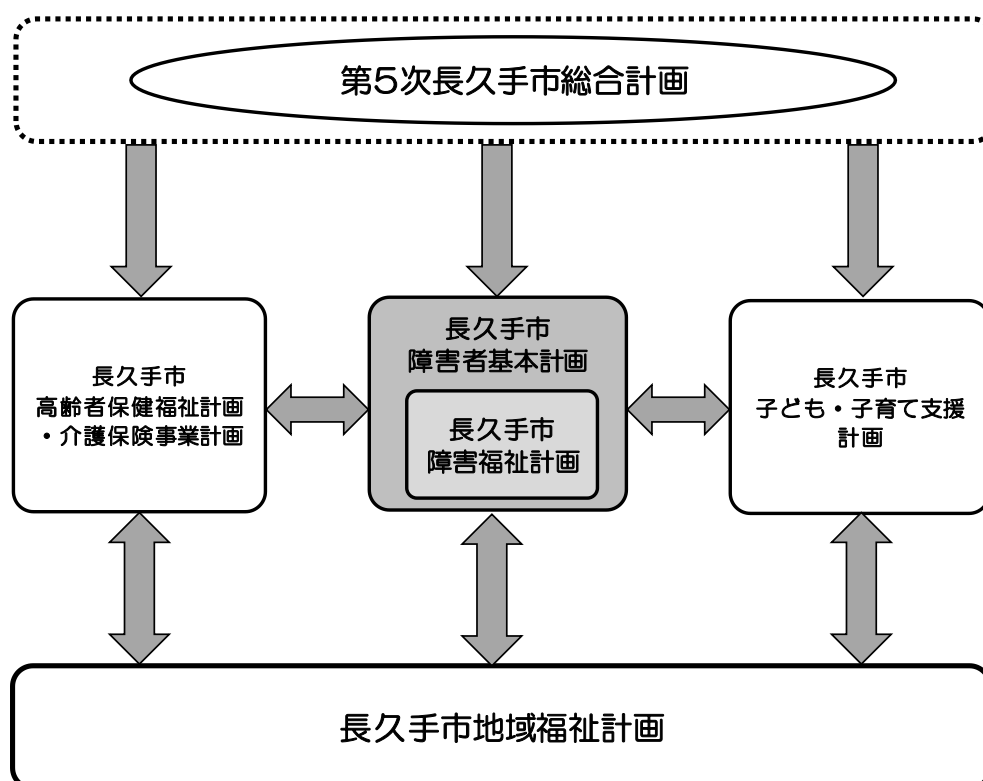 第5次長久手市総合計画
長久手市
高齢者保健福祉計画
・介護保険事業計画
長久手市
障害者基本計画
長久手市
障害福祉計画
長久手市
子ども・子育て支援
計画
長久手市地域福祉計画